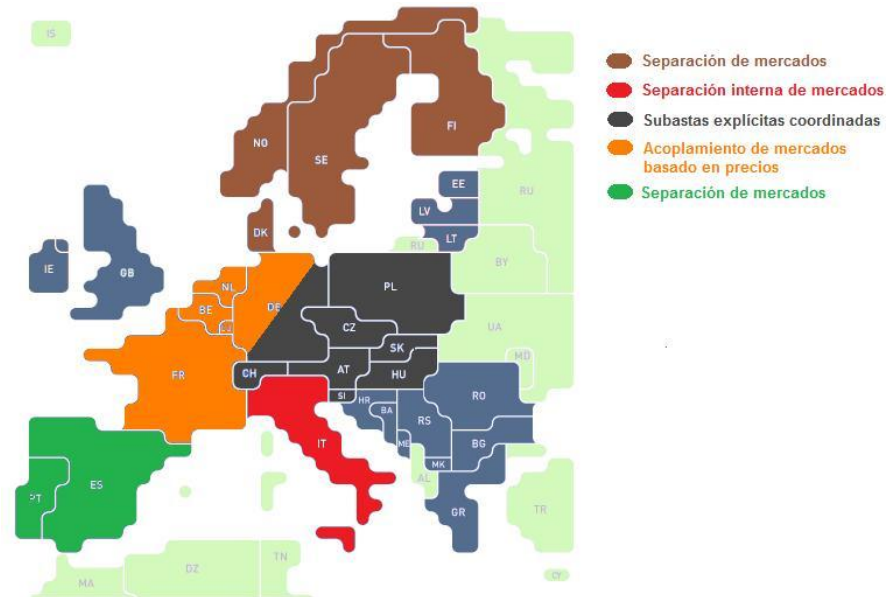 IS
NO
SE
FI
DK
EE
LV
LT
RU
RU
BY
IE
GB
NL
BE
LU
DE
PL
CZ
SK
UA
MD
FR
CH
AT
HU
SI
HR
BA
RS
RO
ME
BG
MK
AL
IT
GR
TR
PT
ES
MA
DZ
TN
CY
Separación de mercados
Separación interna de mercados
Subastas explícitas coordinadas
Acoplamiento de mercados
basado en precios
Separación de mercados